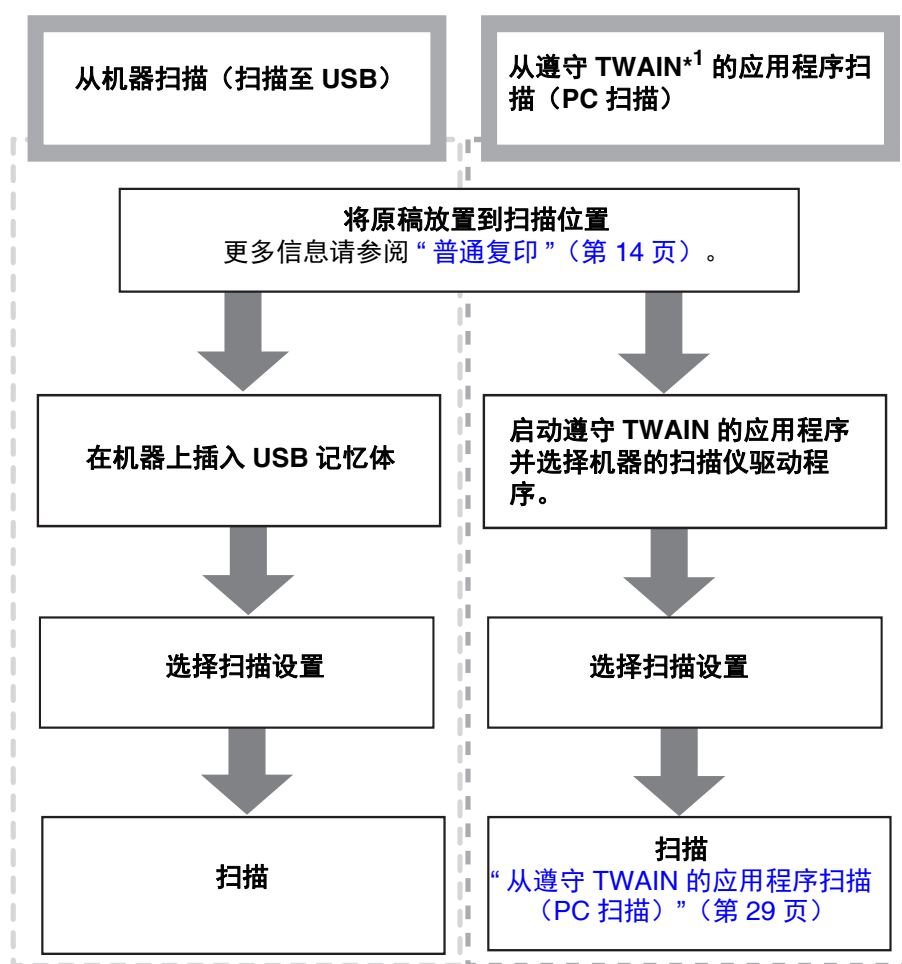 从机器扫描（扫描至 USB）
从遵守 TWAIN*1 的应用程序扫
描（PC 扫描）
将原稿放置到扫描位置
更多信息请参阅 “ 普通复印 ”（第 14 页）。
在机器上插入 USB 记忆体
启动遵守 TWAIN 的应用程序
并选择机器的扫描仪驱动程
序。
选择扫描设置
选择扫描设置
扫描
扫描
“ 从遵守 TWAIN 的应用程序扫描
（PC 扫描）”（第 29 页）